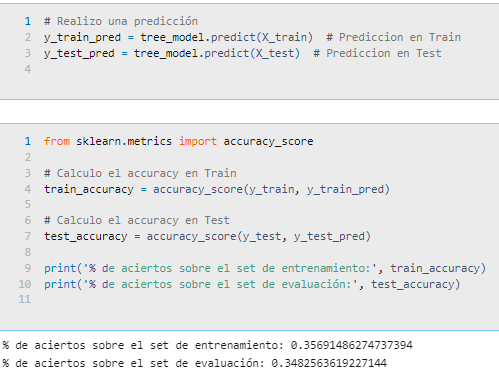 1 # Realizo una predicción
2 y_train_pred = tree_model.predict(X_train)  # Prediccion en Train
3 y_test_pred = tree_model.predict(X_test)  # Prediccion en Test
4
1 from sklearn.metrics import accuracy_score
2
3 # Calculo el accuracy en Train
4 train_accuracy = accuracy_score(y_train, y_train_pred)
5
6 # Calculo el accuracy en Test
7 test_accuracy = accuracy_score(y_test, y_test_pred)
8
9 print('% de aciertos sobre el set de entrenamiento:', train_accuracy)
10 print('% de aciertos sobre el set de evaluación:', test_accuracy)
11
% de aciertos sobre el set de entrenamiento: 0.35691486274737394
% de aciertos sobre el set de evaluación: 0.3482563619227144